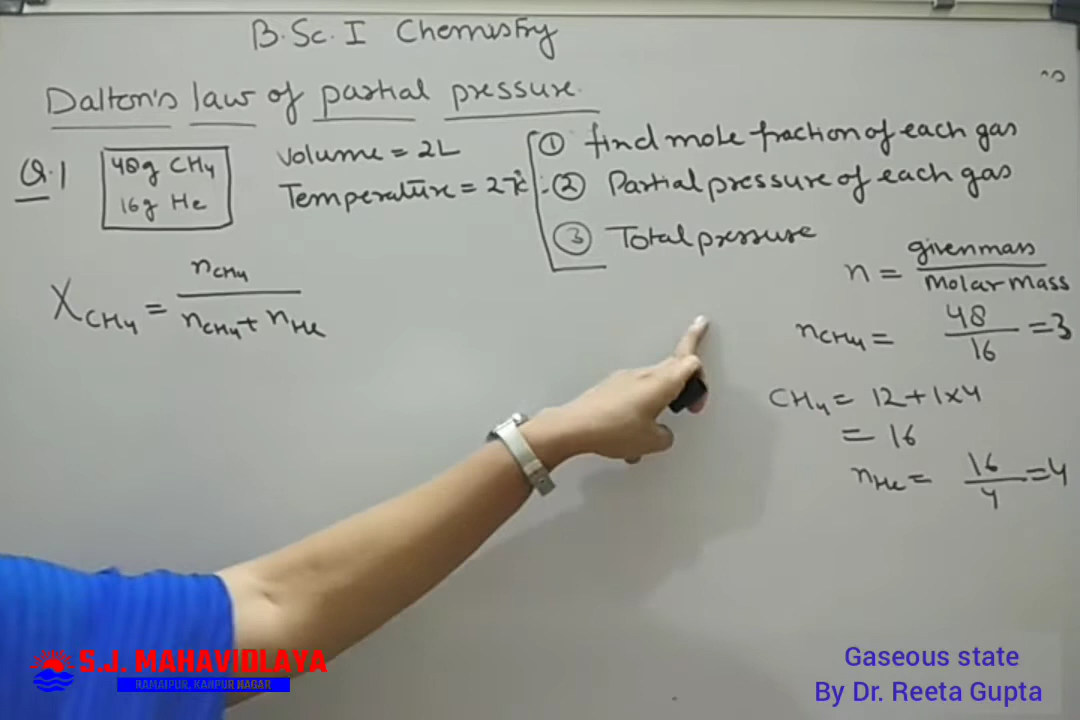 B.Sc. I Chemistry
Dalton's law of partial pressure.
Q.1
48g CH4
16g He
Volume = 2L
Temperature = 27°C
① find mole fraction of each gas
② Partial pressure of each gas
③ Total pressure
X CH4 = nCH4 / nCH4 + nHe
n = given mass / Molar mass
nCH4 = 48 / 16 = 3
CH4 = 12 + 1x4
= 16
nHe = 16 / 4 = 4
S.J. MAHAVIDLAYA
RAMAIPUR, KANPUR NAGAR
Gaseous state
By Dr. Reeta Gupta